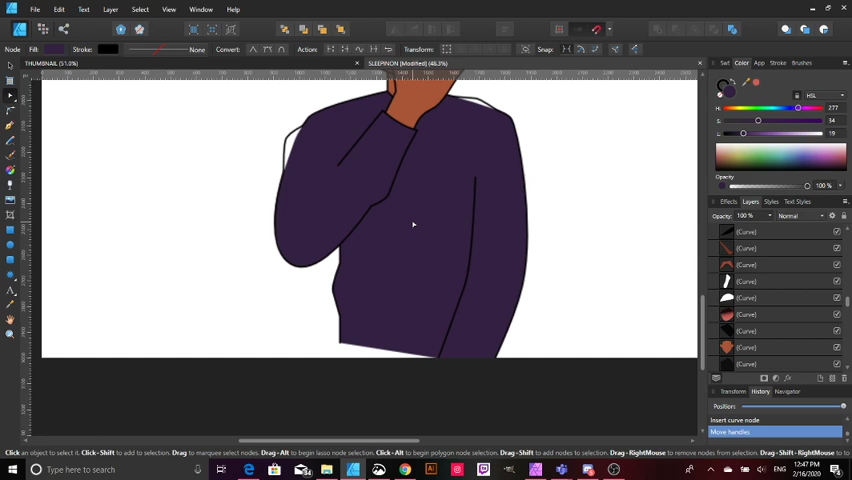 File Edit Text Layer Select View Window Help
Node Fill: Stroke: None Convert: Action: Transform: Snap:
THUMBNAIL (51.0%) × SLEEPINON [Modified] (48.3%) ×
Set Color App Stroke Brushes
HSL
H: 277
S: 34
L: 19
Opacity
100 %
Effects Layers Styles Text Styles
Opacity: 100 % Normal
(Curve)
(Curve)
(Curve)
(Curve)
(Curve)
(Curve)
(Curve)
(Curve)
(Curve)
Transform History Navigator
Position:
Insert curve node
Move handles
Click an object to select it. Click+Shift to add to selection. Drag to marquee select nodes. Drag+Alt to begin lasso node selection. Click+Alt to begin polygon node selection. Drag+Shift to add nodes to selection. Drag+RightMouse to remove nodes from selection.
Type here to search
ENG
12:47 PM
2/16/2020